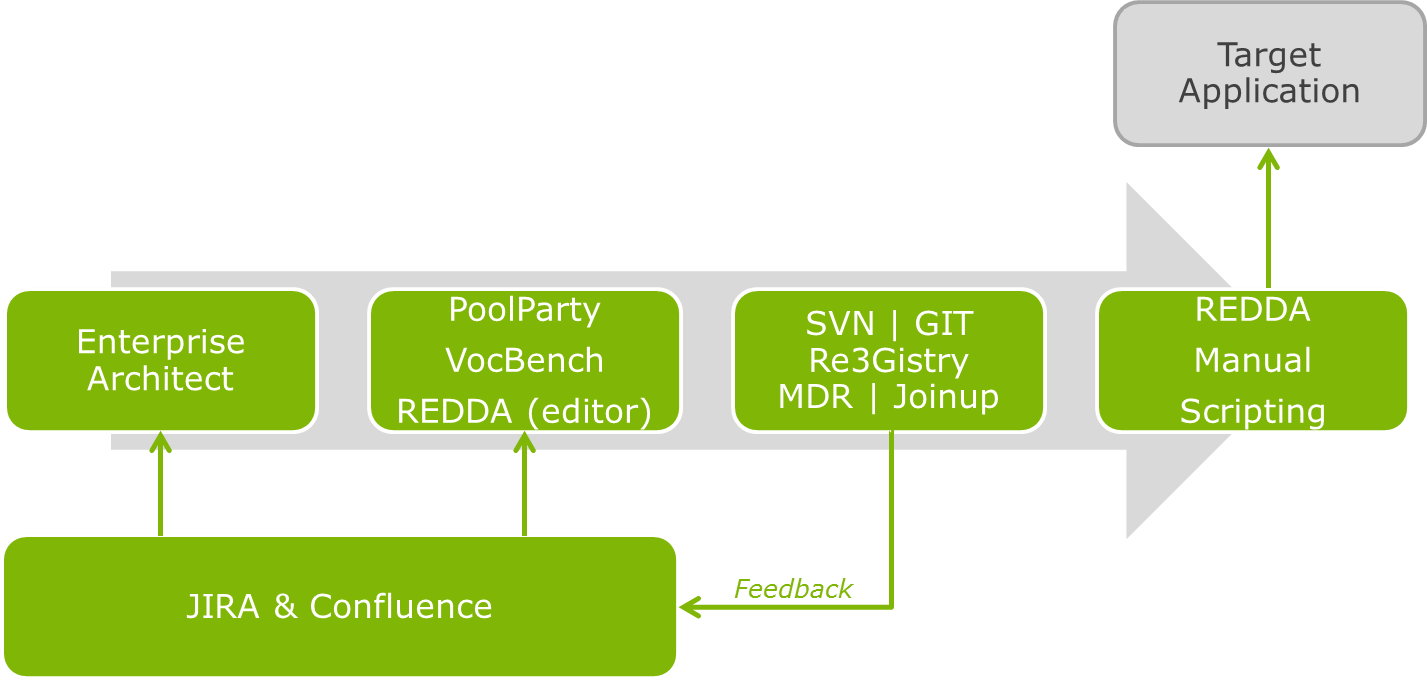 Target
Application
Enterprise
Architect
PoolParty
VocBench
REDDA (editor)
SVN | GIT
Re3Gistry
MDR | Joinup
REDDA
Manual
Scripting
JIRA & Confluence
Feedback